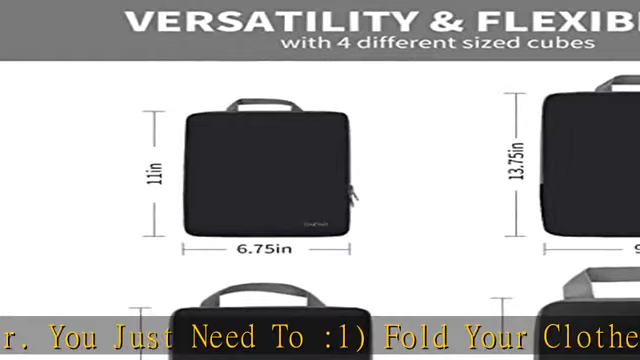 VERSATILITY & FLEXIB
with 4 different sized cubes
11in
13.75in
6.75in
9
r. You Just Need To :1) Fold Your Clothe